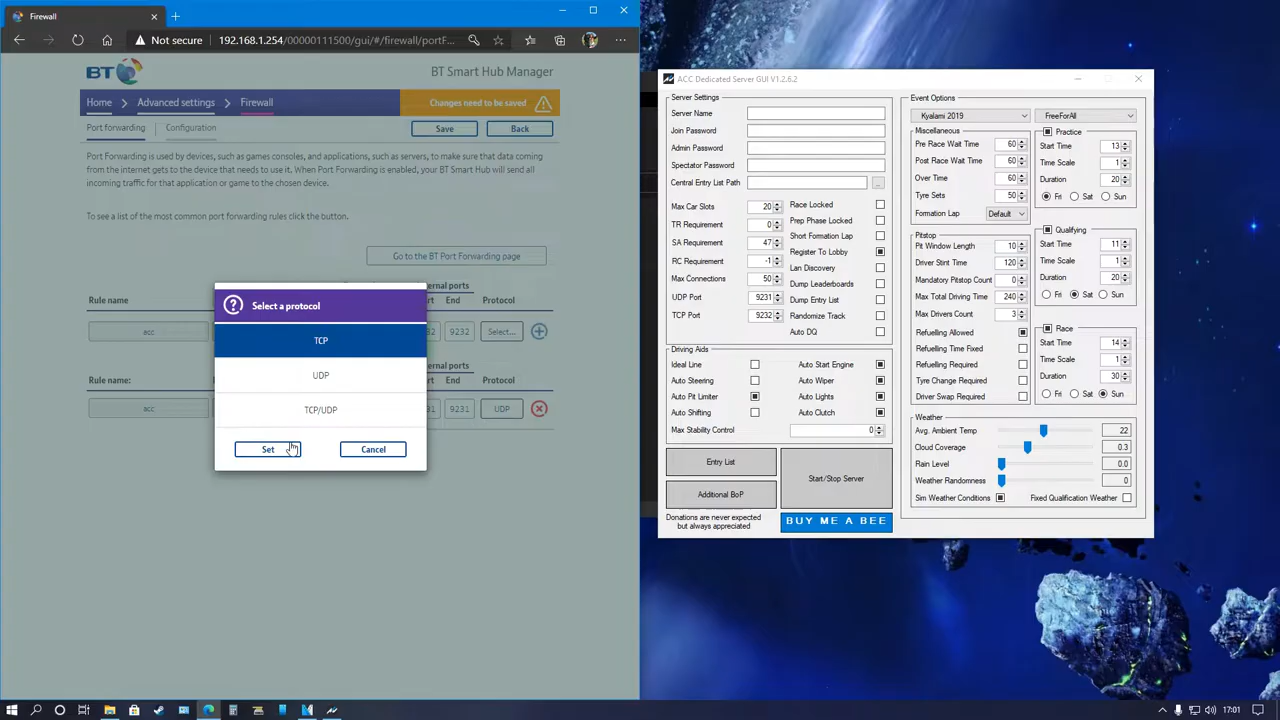 Firewall
Not secure
192.168.1.254/00000111500/gui/#/firewall/portF...
BT
BT Smart Hub Manager
Home
Advanced settings
Firewall
Changes need to be saved
Port forwarding
Configuration
Save
Back
Port Forwarding is used by devices, such as games consoles, and applications, such as servers, to make sure that data coming
from the internet gets to the device that needs to use it. When Port Forwarding is enabled, your BT Smart Hub will send all
incoming traffic for that application or game to the chosen device.
To see a list of the most common port forwarding rules click the button.
Go to the BT Port Forwarding page
ports
Rule name
End
Protocol
acc
9232
Select...
ports
Rule name:
End
Protocol
acc
9231
UDP
Select a protocol
TCP
UDP
TCP/UDP
Set
Cancel
ACC Dedicated Server GUI V1.2.6.2
Server Settings
Server Name
Join Password
Admin Password
Spectator Password
Central Entry List Path
...
Max Car Slots
20
TR Requirement
0
SA Requirement
47
RC Requirement
-1
Max Connections
50
UDP Port
9231
TCP Port
9232
Race Locked
Prep Phase Locked
Short Formation Lap
Register To Lobby
Lan Discovery
Dump Leaderboards
Dump Entry List
Randomize Track
Auto DQ
Driving Aids
Ideal Line
Auto Steering
Auto Pit Limiter
Auto Shifting
Auto Start Engine
Auto Wiper
Auto Lights
Auto Clutch
Max Stability Control
0
Entry List
Additional BoP
Start/Stop Server
Donations are never expected
but always appreciated
BUY ME A BEE
Event Options
Kyalami 2019
FreeForAll
Miscellaneous
Pre Race Wait Time
60
Post Race Wait Time
60
Over Time
60
Tyre Sets
50
Formation Lap
Default
Pitstop
Pit Window Length
10
Driver Stint Time
120
Mandatory Pitstop Count
0
Max Total Driving Time
240
Max Drivers Count
3
Refuelling Allowed
Refuelling Time Fixed
Refuelling Required
Tyre Change Required
Driver Swap Required
Practice
Start Time
13
Time Scale
1
Duration
20
Fri
Sat
Sun
Qualifying
Start Time
11
Time Scale
1
Duration
20
Fri
Sat
Sun
Race
Start Time
14
Time Scale
1
Duration
30
Fri
Sat
Sun
Weather
Avg. Ambient Temp
22
Cloud Coverage
0.3
Rain Level
0.0
Weather Randomness
0
Sim Weather Conditions
Fixed Qualification Weather
17:01